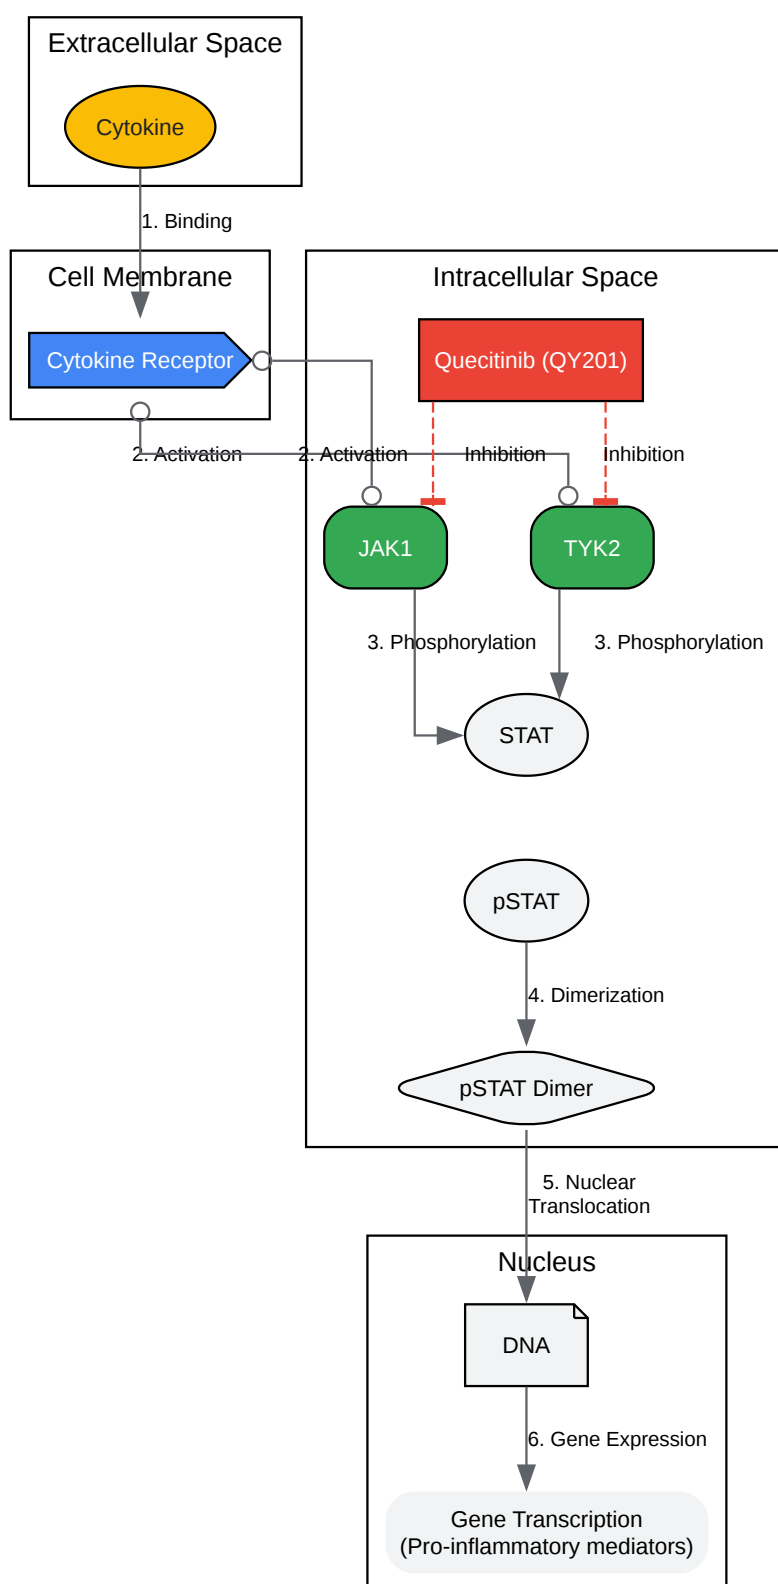 Extracellular Space
Cytokine
1. Binding
Cell Membrane
Intracellular Space
Cytokine Receptor
Quecitinib (QY201)
2. Activation
2. Activation
Inhibition
Inhibition
JAK1
TYK2
3. Phosphorylation
3. Phosphorylation
STAT
pSTAT
4. Dimerization
pSTAT Dimer
5. Nuclear
Translocation
Nucleus
DNA
6. Gene Expression
Gene Transcription
(Pro-inflammatory mediators)